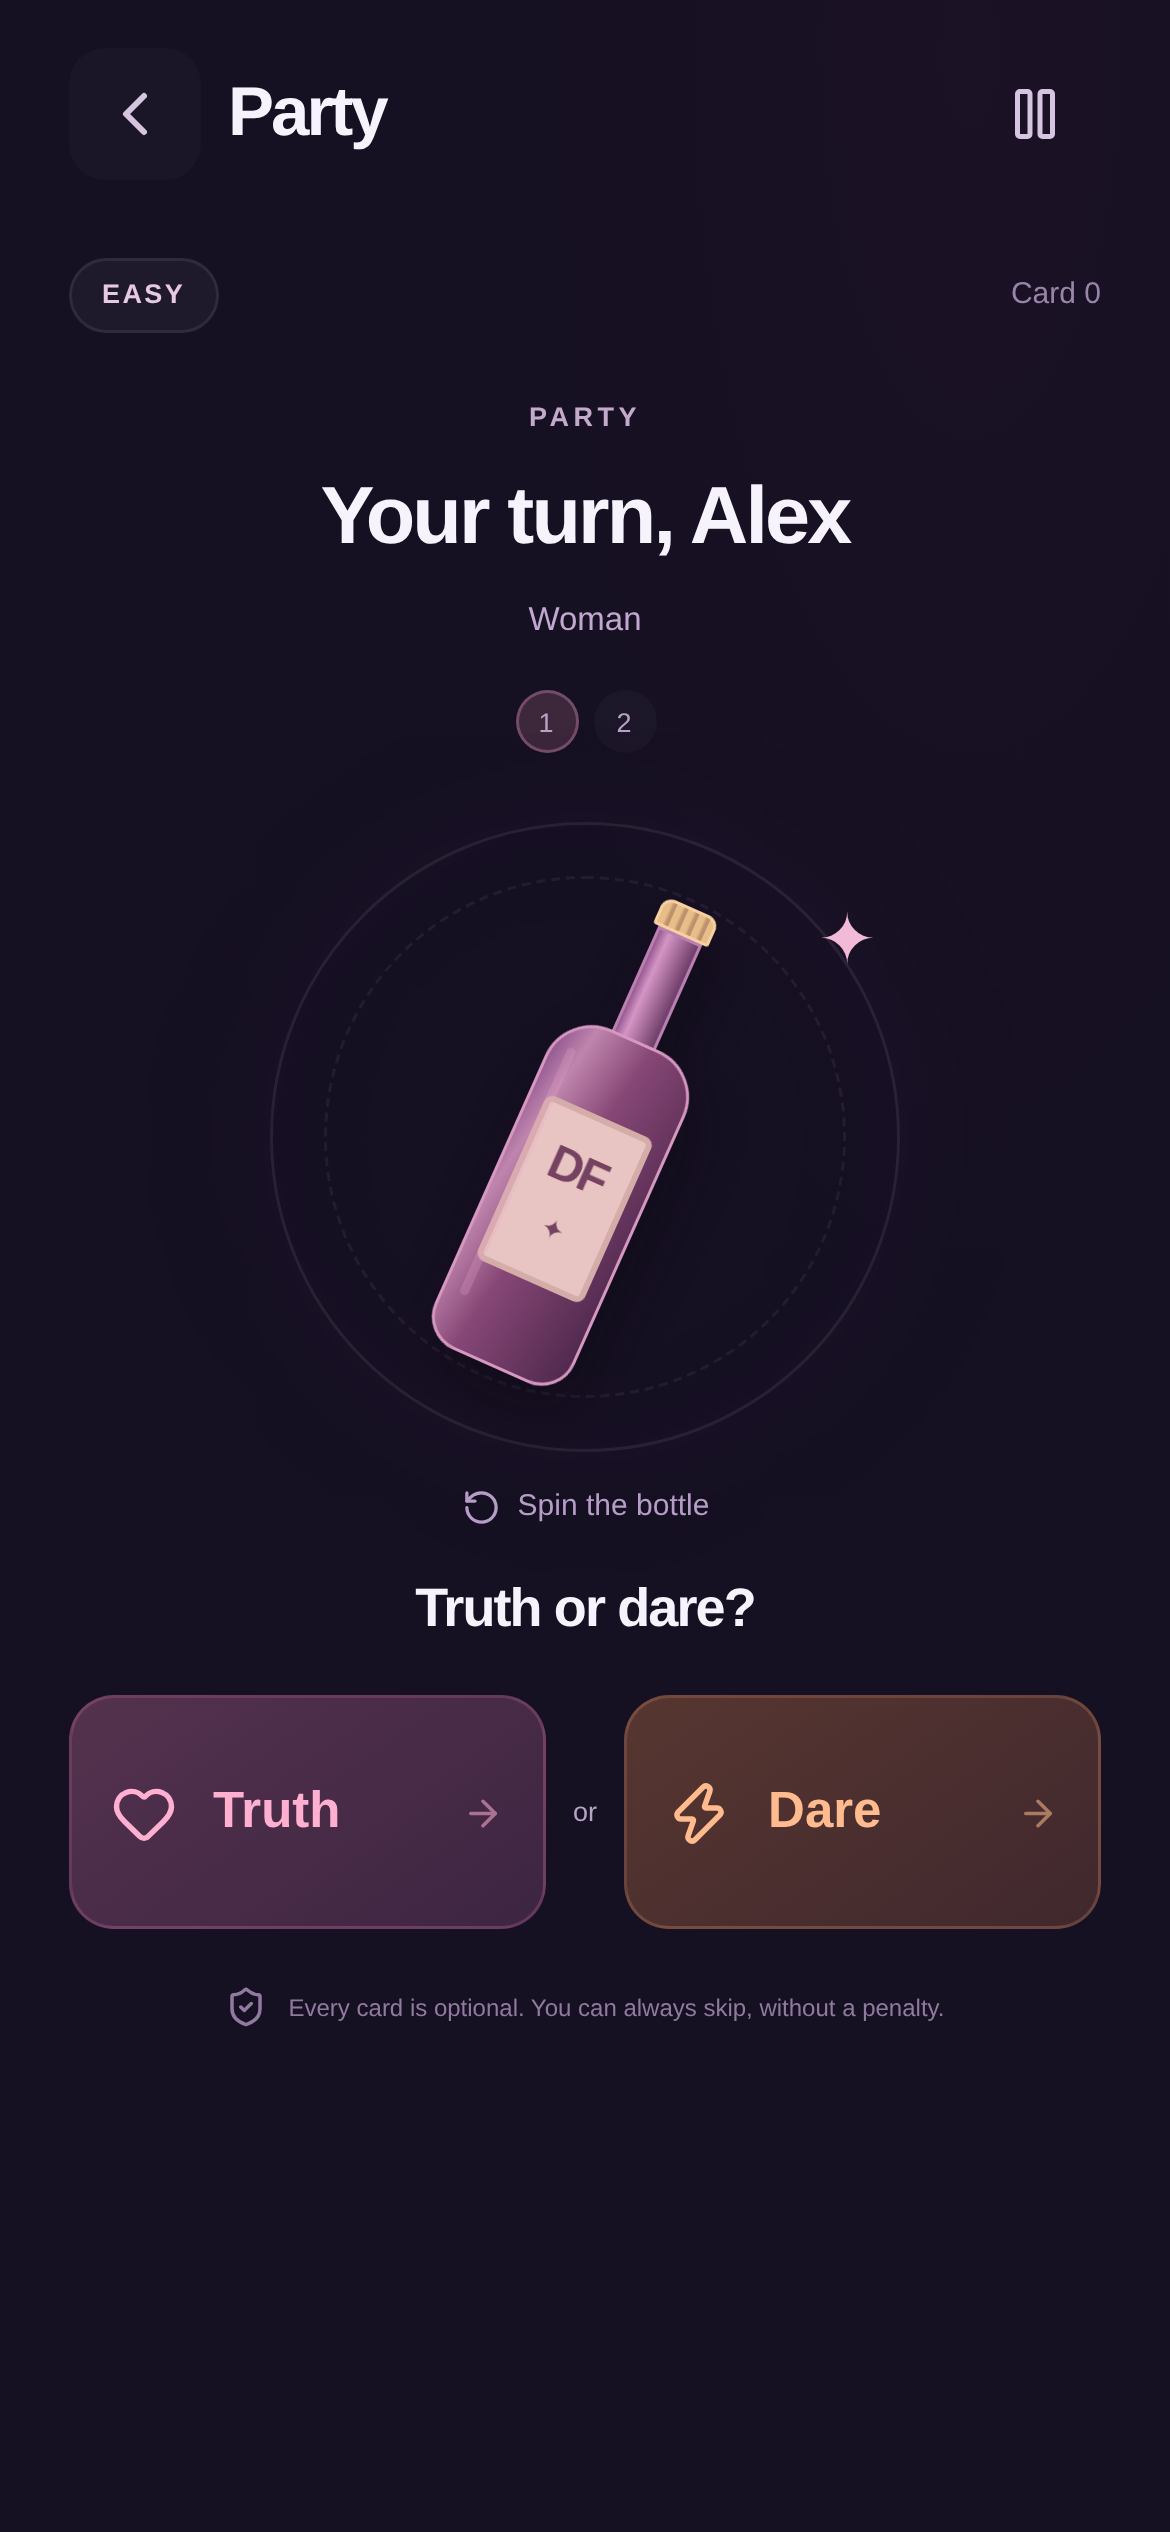 Party
EASY
Card 0
PARTY
Your turn, Alex
Woman
1 2
DF
Spin the bottle
Truth or dare?
Truth
or
Dare
Every card is optional. You can always skip, without a penalty.